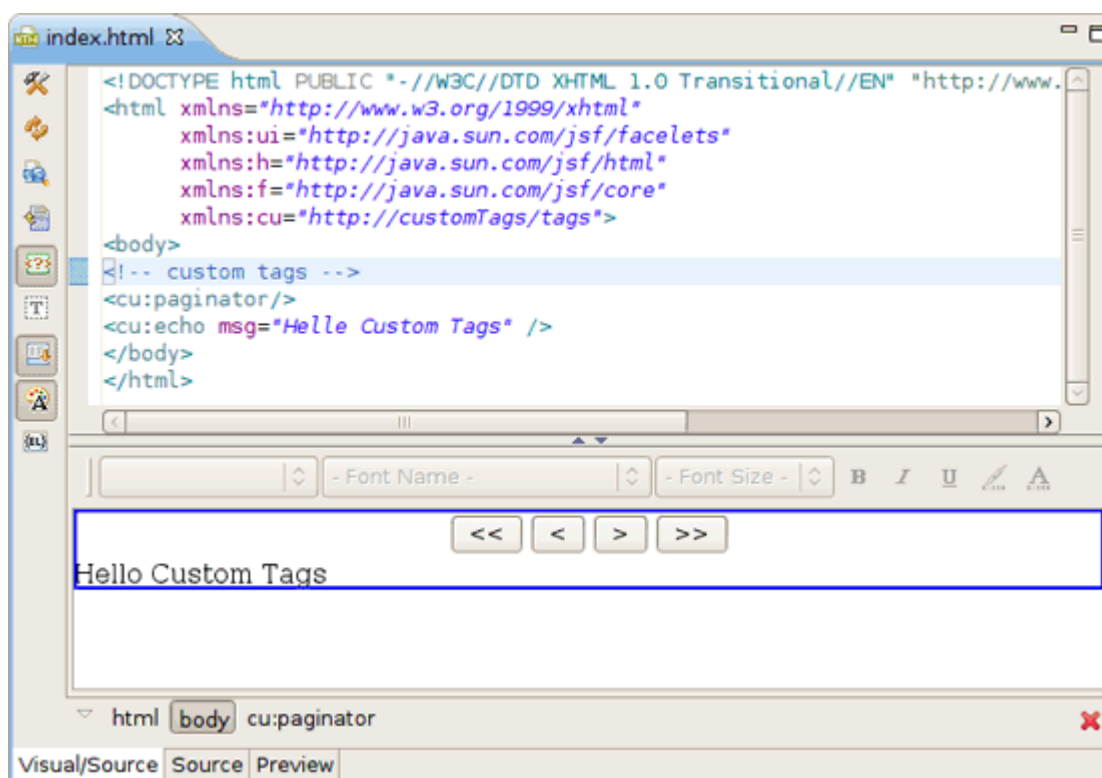 index.html
<!DOCTYPE html PUBLIC "-//W3C//DTD XHTML 1.0 Transitional//EN" "http://www.
<html xmlns="http://www.w3.org/1999/xhtml"
xmlns:ui="http://java.sun.com/jsf/facelets"
xmlns:h="http://java.sun.com/jsf/html"
xmlns:f="http://java.sun.com/jsf/core"
xmlns:cu="http://customTags/tags">
<body>
<!-- custom tags -->
<cu:paginator/>
<cu:echo msg="Helle Custom Tags" />
</body>
</html>
- Font Name - - Font Size - B I U A
<< < > >>
Hello Custom Tags
html body cu:paginator
Visual/Source Source Preview